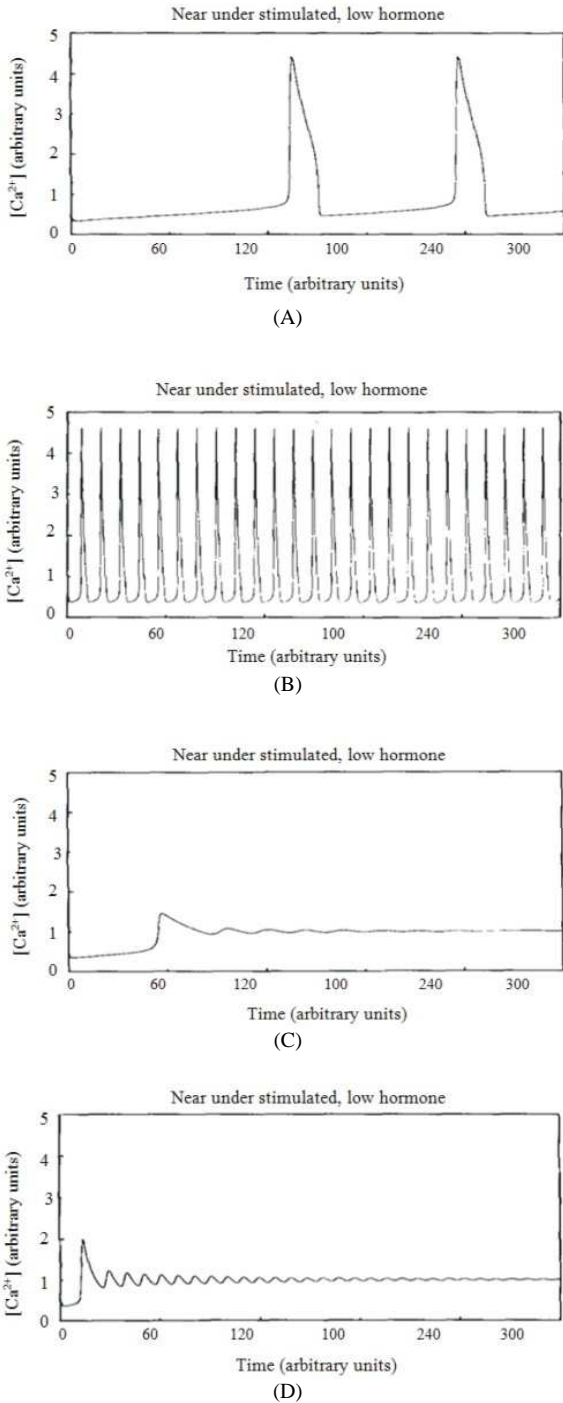 Near under stimulated, low hormone
[Ca²⁺] (arbitrary units)
5
4
3
2
1
0
0 60 120 100 240 300
Time (arbitrary units)
(A)
Near under stimulated, low hormone
[Ca²⁺] (arbitrary units)
5
4
3
2
1
0
0 60 120 100 240 300
Time (arbitrary units)
(B)
Near under stimulated, low hormone
[Ca²⁺] (arbitrary units)
5
4
3
2
1
0
0 60 120 100 240 300
Time (arbitrary units)
(C)
Near under stimulated, low hormone
[Ca²⁺] (arbitrary units)
5
4
3
2
1
0
0 60 120 100 240 300
Time (arbitrary units)
(D)